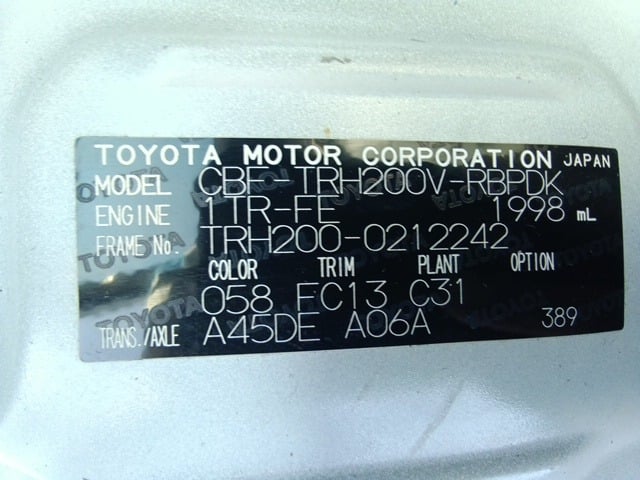 TOYOTA MOTOR CORPORATION JAPAN
MODEL CBF-TRH200V-RBPDK
ENGINE 1TR-FE 1998 mL
FRAME No. TRH200-0212242
COLOR TRIM PLANT OPTION
058 FC13 C31
TRANS./AXLE A45DE A06A 389